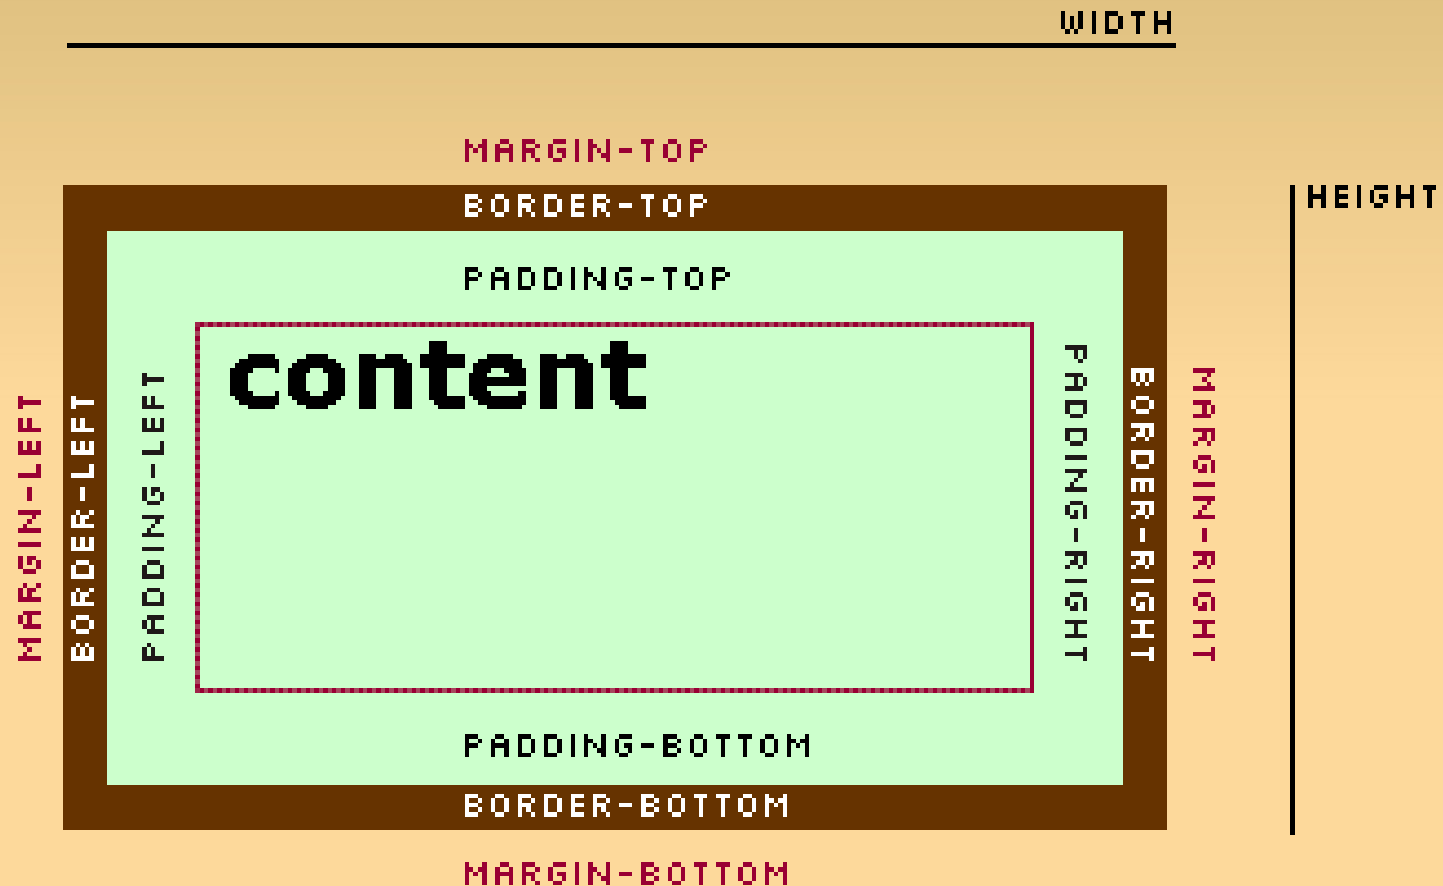 WIDTH
MARGIN-TOP
HEIGHT
BORDER-TOP
PADDING-TOP
content
MARGIN-LEFT
BORDER-LEFT
PADDING-LEFT
PADDING-RIGHT
BORDER-RIGHT
MARGIN-RIGHT
PADDING-BOTTOM
BORDER-BOTTOM
MARGIN-BOTTOM